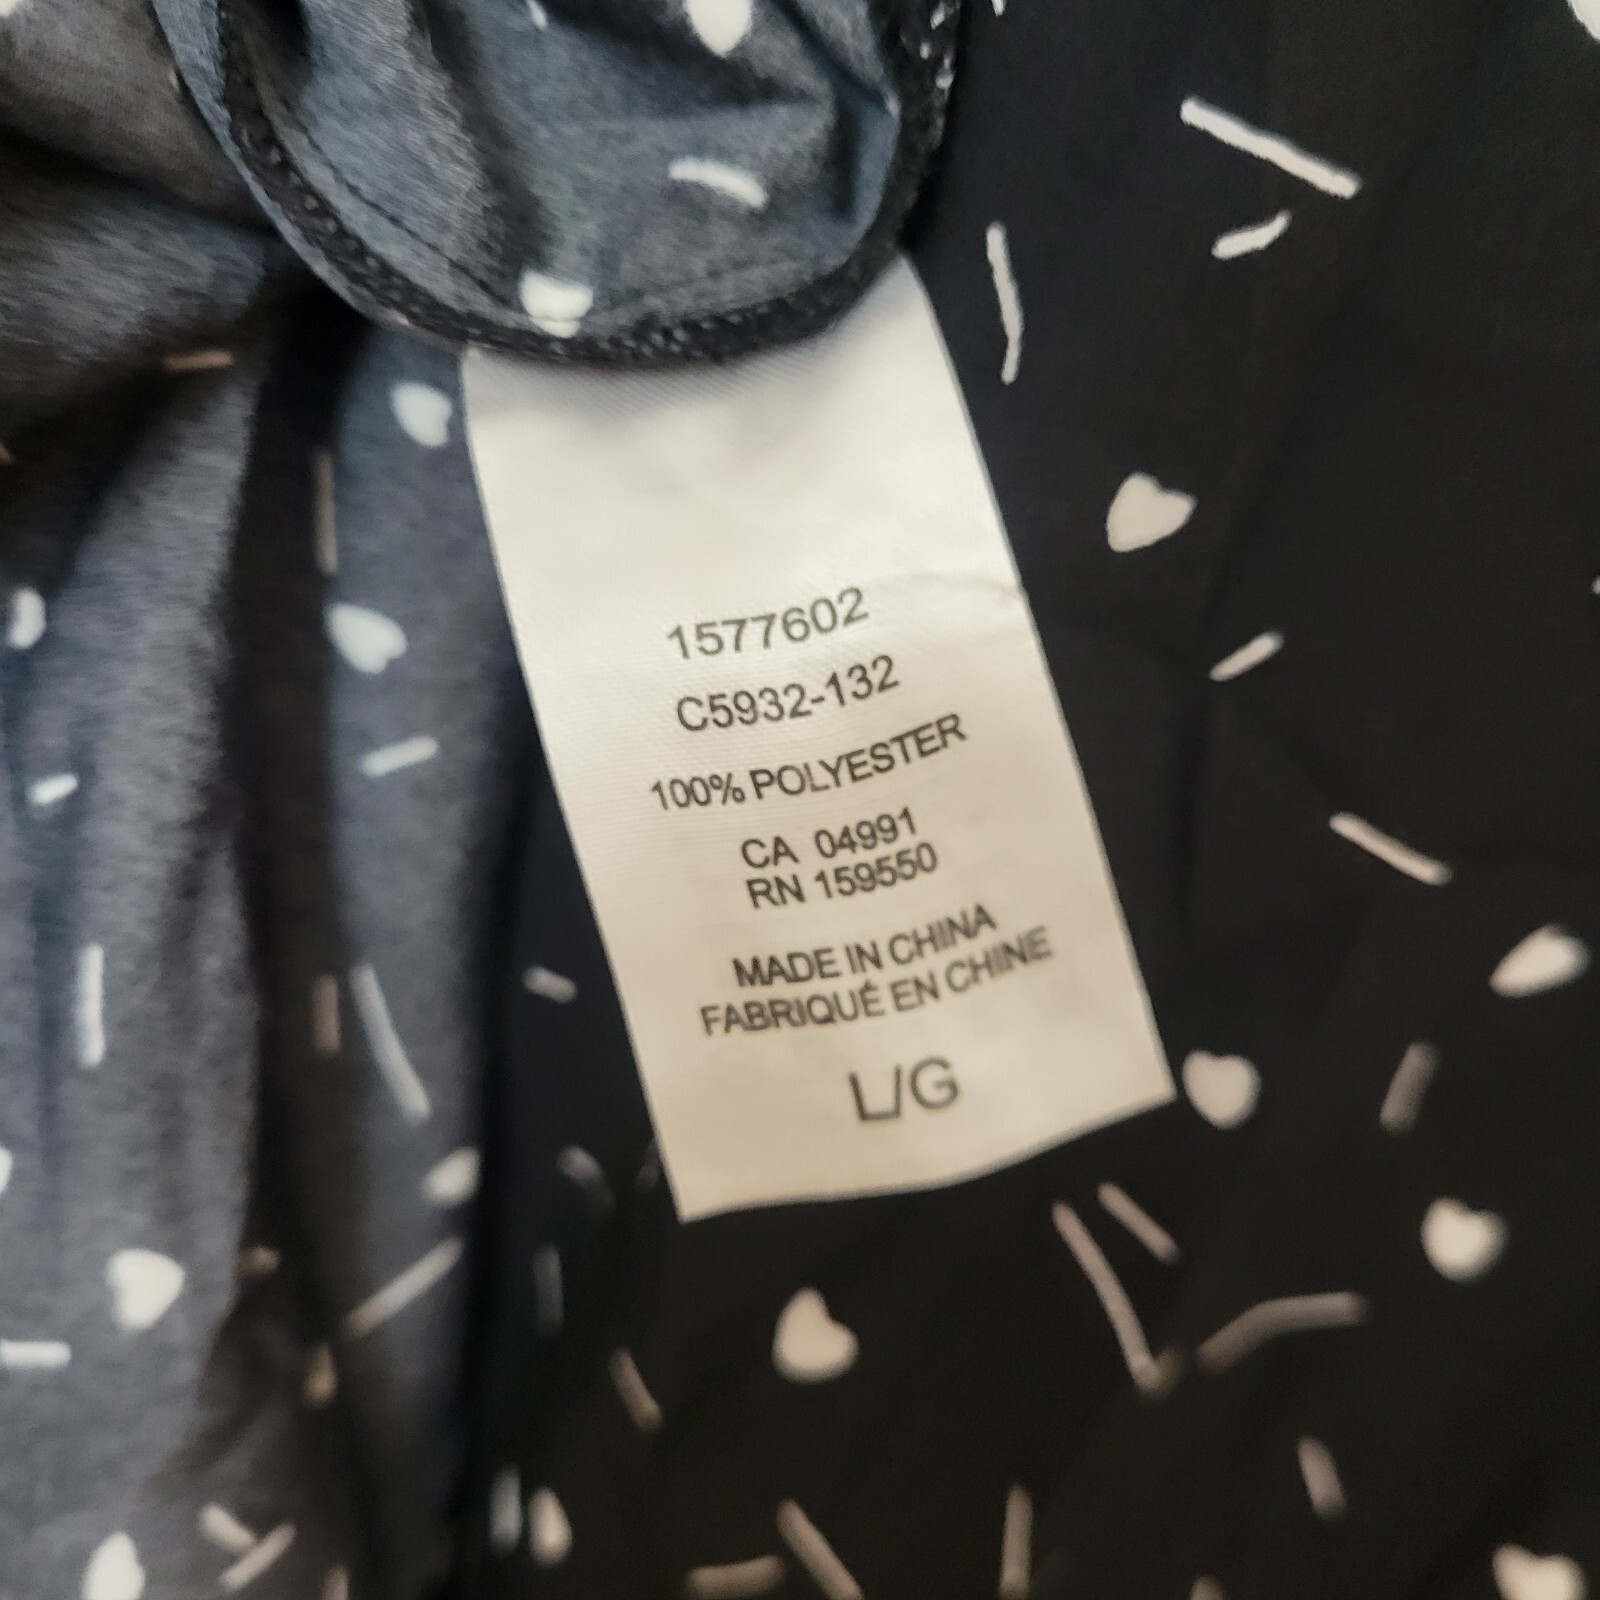 1577602
C5932-132
100% POLYESTER
CA 04991
RN 159550
MADE IN CHINA
FABRIQUÉ EN CHINE
L/G